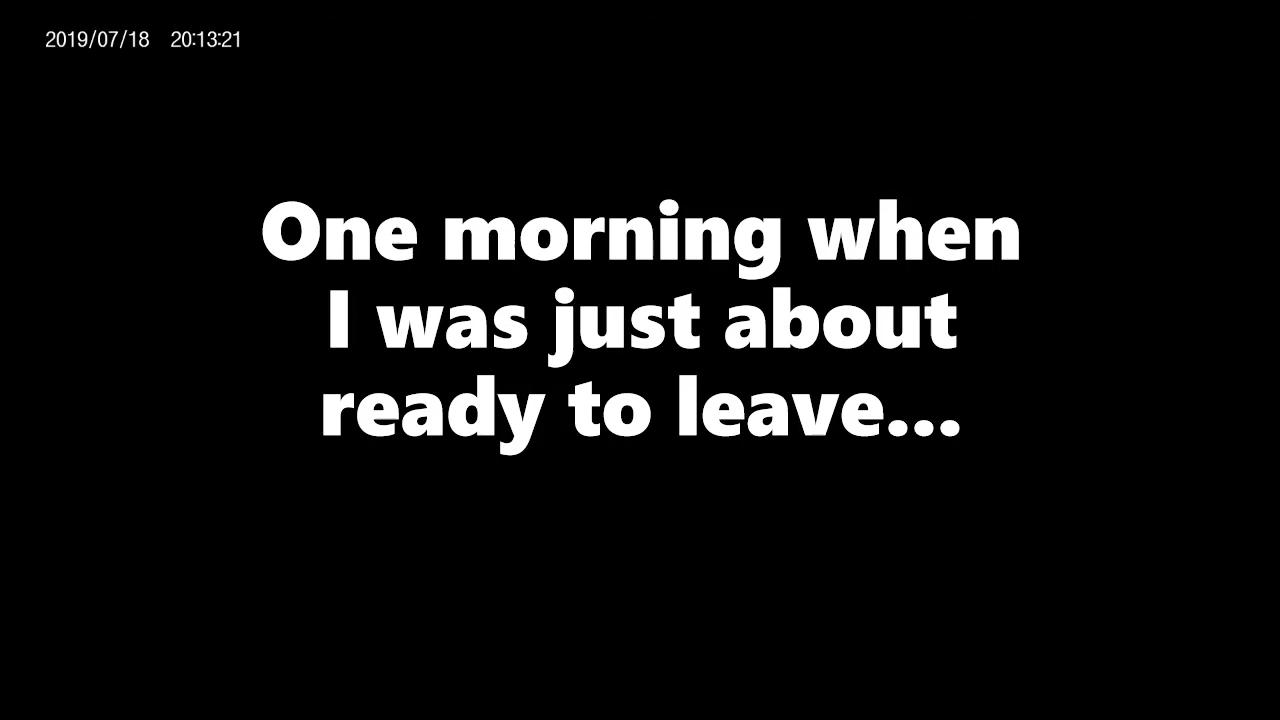 2019/07/18 20:13:21
One morning when
I was just about
ready to leave...